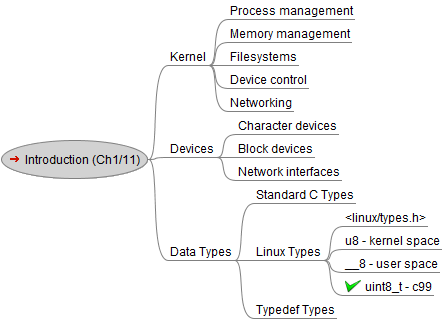 Introduction (Ch1/11)
Kernel
Process management
Memory management
Filesystems
Device control
Networking
Devices
Character devices
Block devices
Network interfaces
Data Types
Standard C Types
Linux Types
<linux/types.h>
u8 - kernel space
__8 - user space
uint8_t - c99
Typedef Types